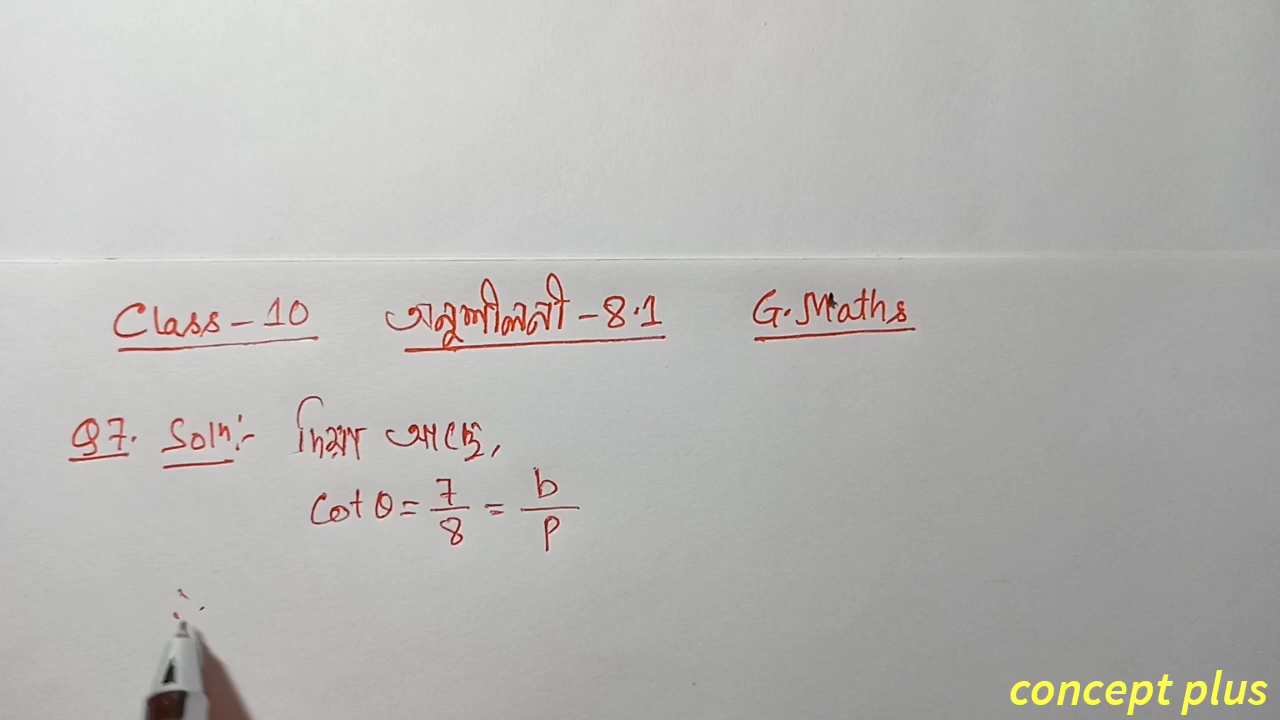 Class - 10 অনুশীলনী - 8.1 G. Maths
Q7. Soln:- দিয়া আছে,
cot θ = 7/8 = b/p
∴
concept plus